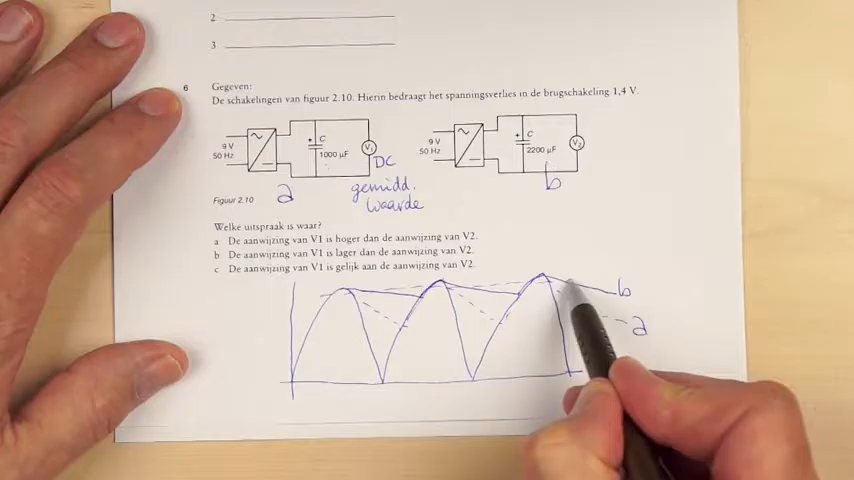 2
3
6 Gegeven:
De schakelingen van figuur 2.10. Hierin bedraagt het spanningsverlies in de brugschakeling 1,4 V.
9 V
50 Hz
+
C
1000 µF
V1
DC
9 V
50 Hz
+
C
2200 µF
V2
Figuur 2.10
a
gemidd.
waarde
b
Welke uitspraak is waar?
a De aanwijzing van V1 is hoger dan de aanwijzing van V2.
b De aanwijzing van V1 is lager dan de aanwijzing van V2.
c De aanwijzing van V1 is gelijk aan de aanwijzing van V2.
b
a